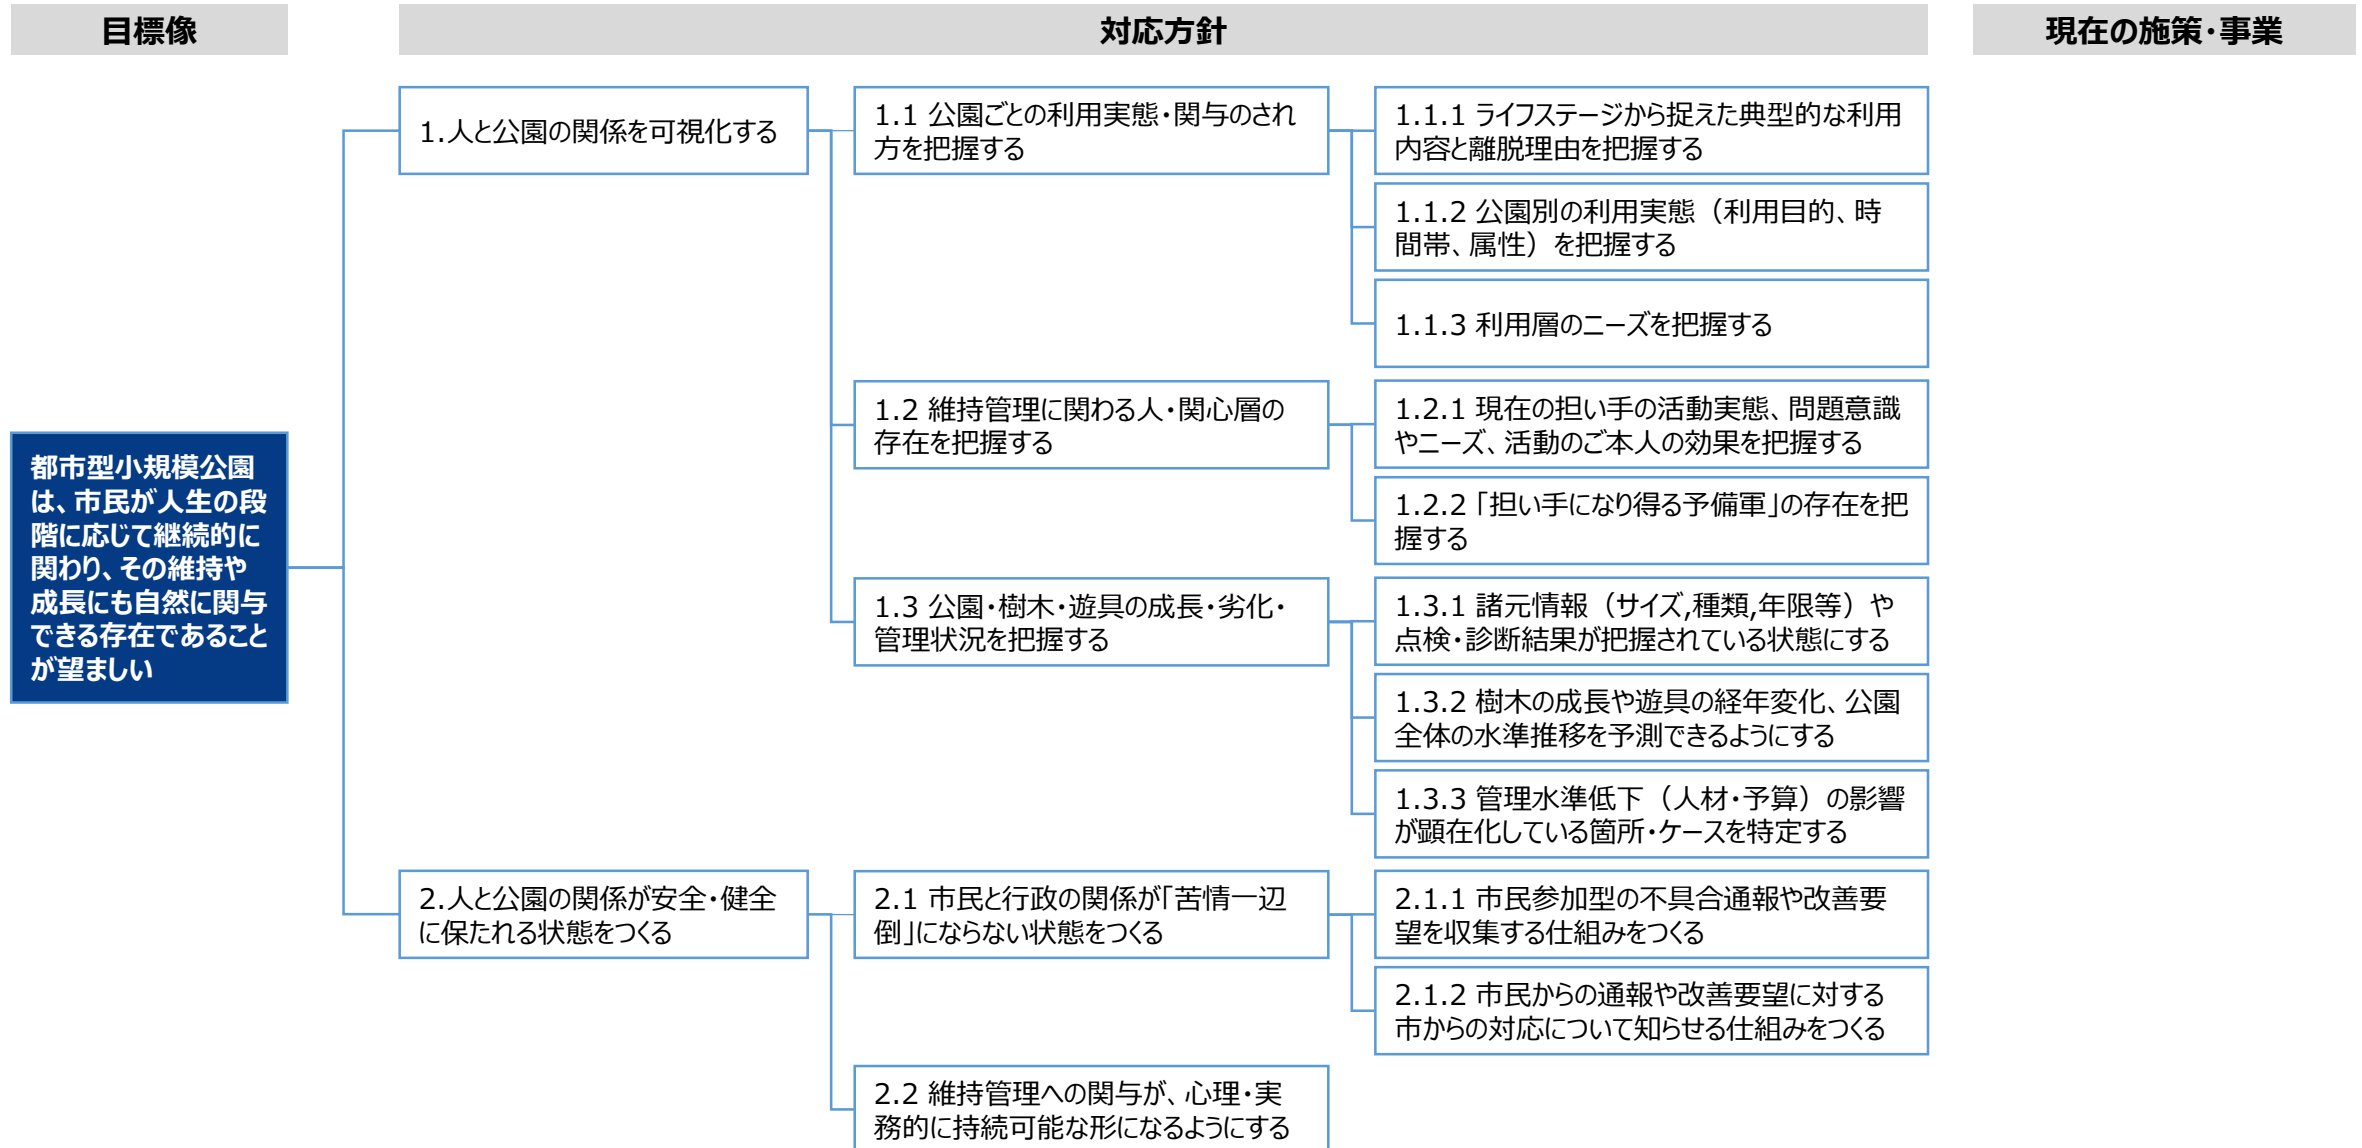 目標像
対応方針
現在の施策・事業
都市型小規模公園
は、市民が人生の段
階に応じて継続的に
関わり、その維持や
成長にも自然に関与
できる存在であること
が望ましい
1.人と公園の関係を可視化する
1.1 公園ごとの利用実態・関与のされ
方を把握する
1.1.1 ライフステージから捉えた典型的な利用
内容と離脱理由を把握する
1.1.2 公園別の利用実態（利用目的、時
間帯、属性）を把握する
1.1.3 利用層のニーズを把握する
1.2 維持管理に関わる人・関心層の
存在を把握する
1.2.1 現在の担い手の活動実態、問題意識
やニーズ、活動のご本人の効果を把握する
1.2.2「担い手になり得る予備軍」の存在を把
握する
1.3 公園・樹木・遊具の成長・劣化・
管理状況を把握する
1.3.1 諸元情報（サイズ,種類,年限等）や
点検・診断結果が把握されている状態にする
1.3.2 樹木の成長や遊具の経年変化、公園
全体の水準推移を予測できるようにする
1.3.3 管理水準低下（人材・予算）の影響
が顕在化している箇所・ケースを特定する
2.人と公園の関係が安全・健全
に保たれる状態をつくる
2.1 市民と行政の関係が「苦情一辺
倒」にならない状態をつくる
2.1.1 市民参加型の不具合通報や改善要
望を収集する仕組みをつくる
2.1.2 市民からの通報や改善要望に対する
市からの対応について知らせる仕組みをつくる
2.2 維持管理への関与が、心理・実
務的に持続可能な形になるようにする